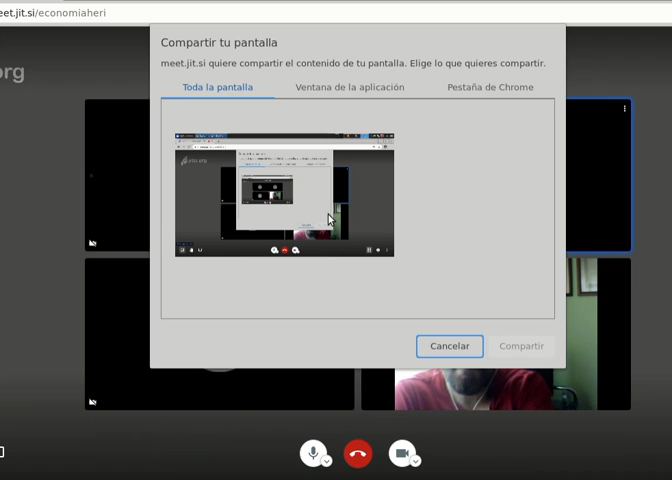 eet.jit.si/economiaheri
org
Compartir tu pantalla
meet.jit.si quiere compartir el contenido de tu pantalla. Elige lo que quieres compartir.
Toda la pantalla
Ventana de la aplicación
Pestaña de Chrome
Cancelar
Compartir